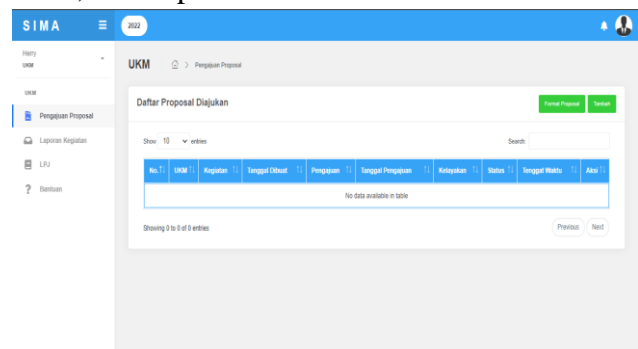 SIMA
2022
Herry
UKM
UKM
Pengajuan Proposal
Laporan Kegiatan
LPJ
Bantuan
UKM > Pengajuan Proposal
Daftar Proposal Diajukan
Format Proposal Tambah
Show 10 entries
Search:
No. UKM Kegiatan Tanggal Dibuat Pengajuan Tanggal Pengajuan Kelayakan Status Tenggat Waktu Aksi
No data available in table
Showing 0 to 0 of 0 entries
Previous Next